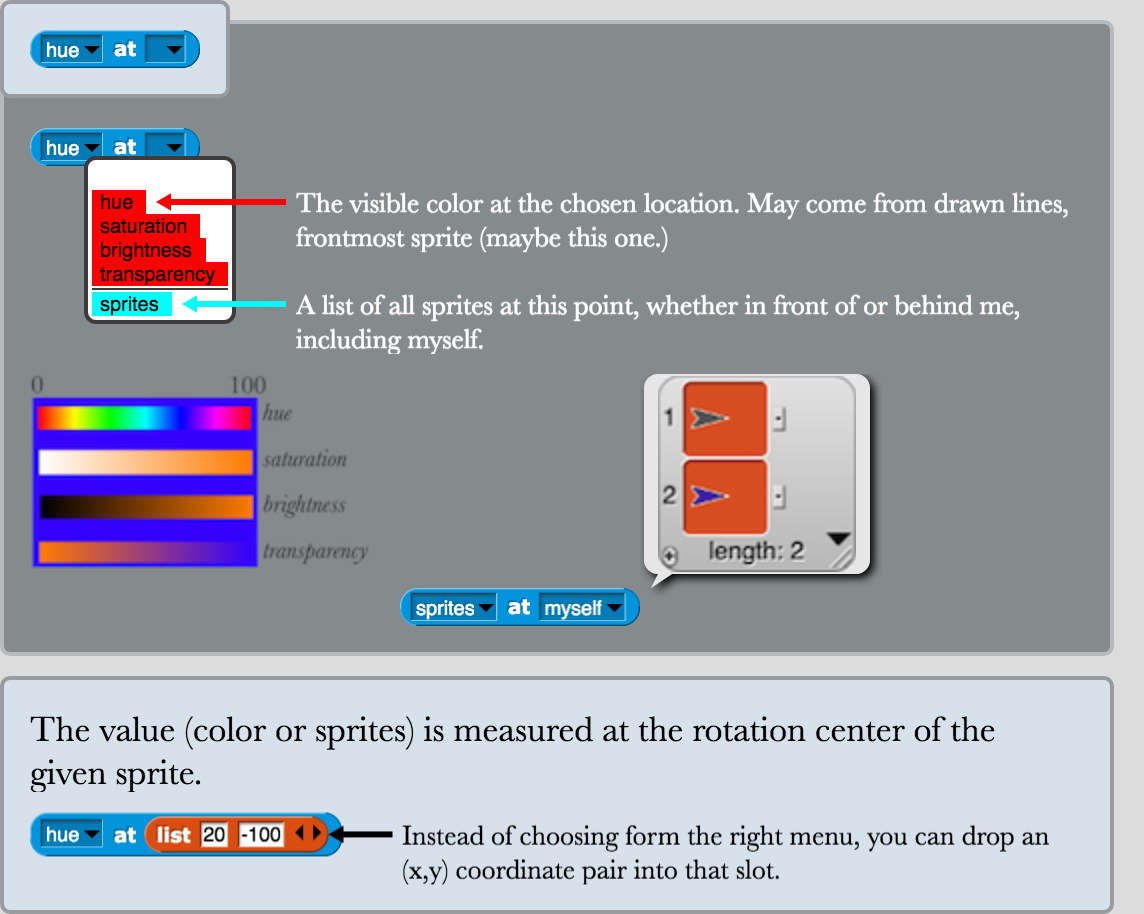 hue at
hue at
hue
saturation
brightness
transparency
sprites
The visible color at the chosen location. May come from drawn lines,
frontmost sprite (maybe this one.)
A list of all sprites at this point, whether in front of or behind me,
including myself.
0 100
hue
saturation
brightness
transparency
1
2
length: 2
sprites at myself
The value (color or sprites) is measured at the rotation center of the
given sprite.
hue at list 20 -100
Instead of choosing form the right menu, you can drop an
(x,y) coordinate pair into that slot.